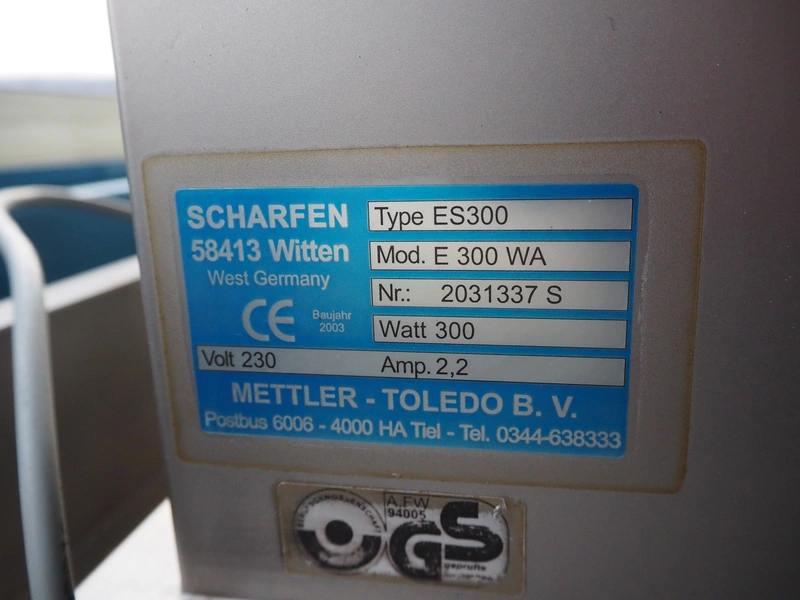 SCHARFEN
58413 Witten
West Germany
CE
Baujahr
2003
Type ES300
Mod. E 300 WA
Nr.: 2031337 S
Watt 300
Volt 230 Amp. 2,2
METTLER - TOLEDO B. V.
Postbus 6006 - 4000 HA Tiel - Tel. 0344-638333
A.F.W
94005
GS
geprüfte